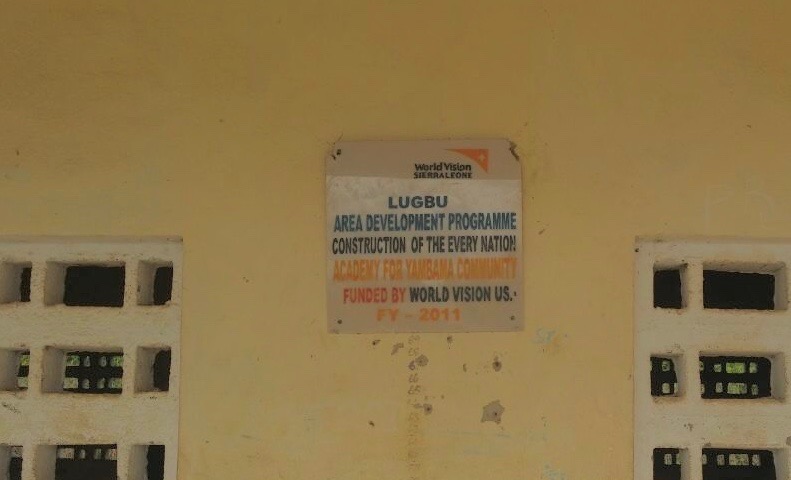 World Vision
SIERRA LEONE
LUGBU
AREA DEVELOPMENT PROGRAMME
CONSTRUCTION OF THE EVERY NATION
ACADEMY FOR YAMBAMA COMMUNITY
FUNDED BY WORLD VISION US.
FY - 2011